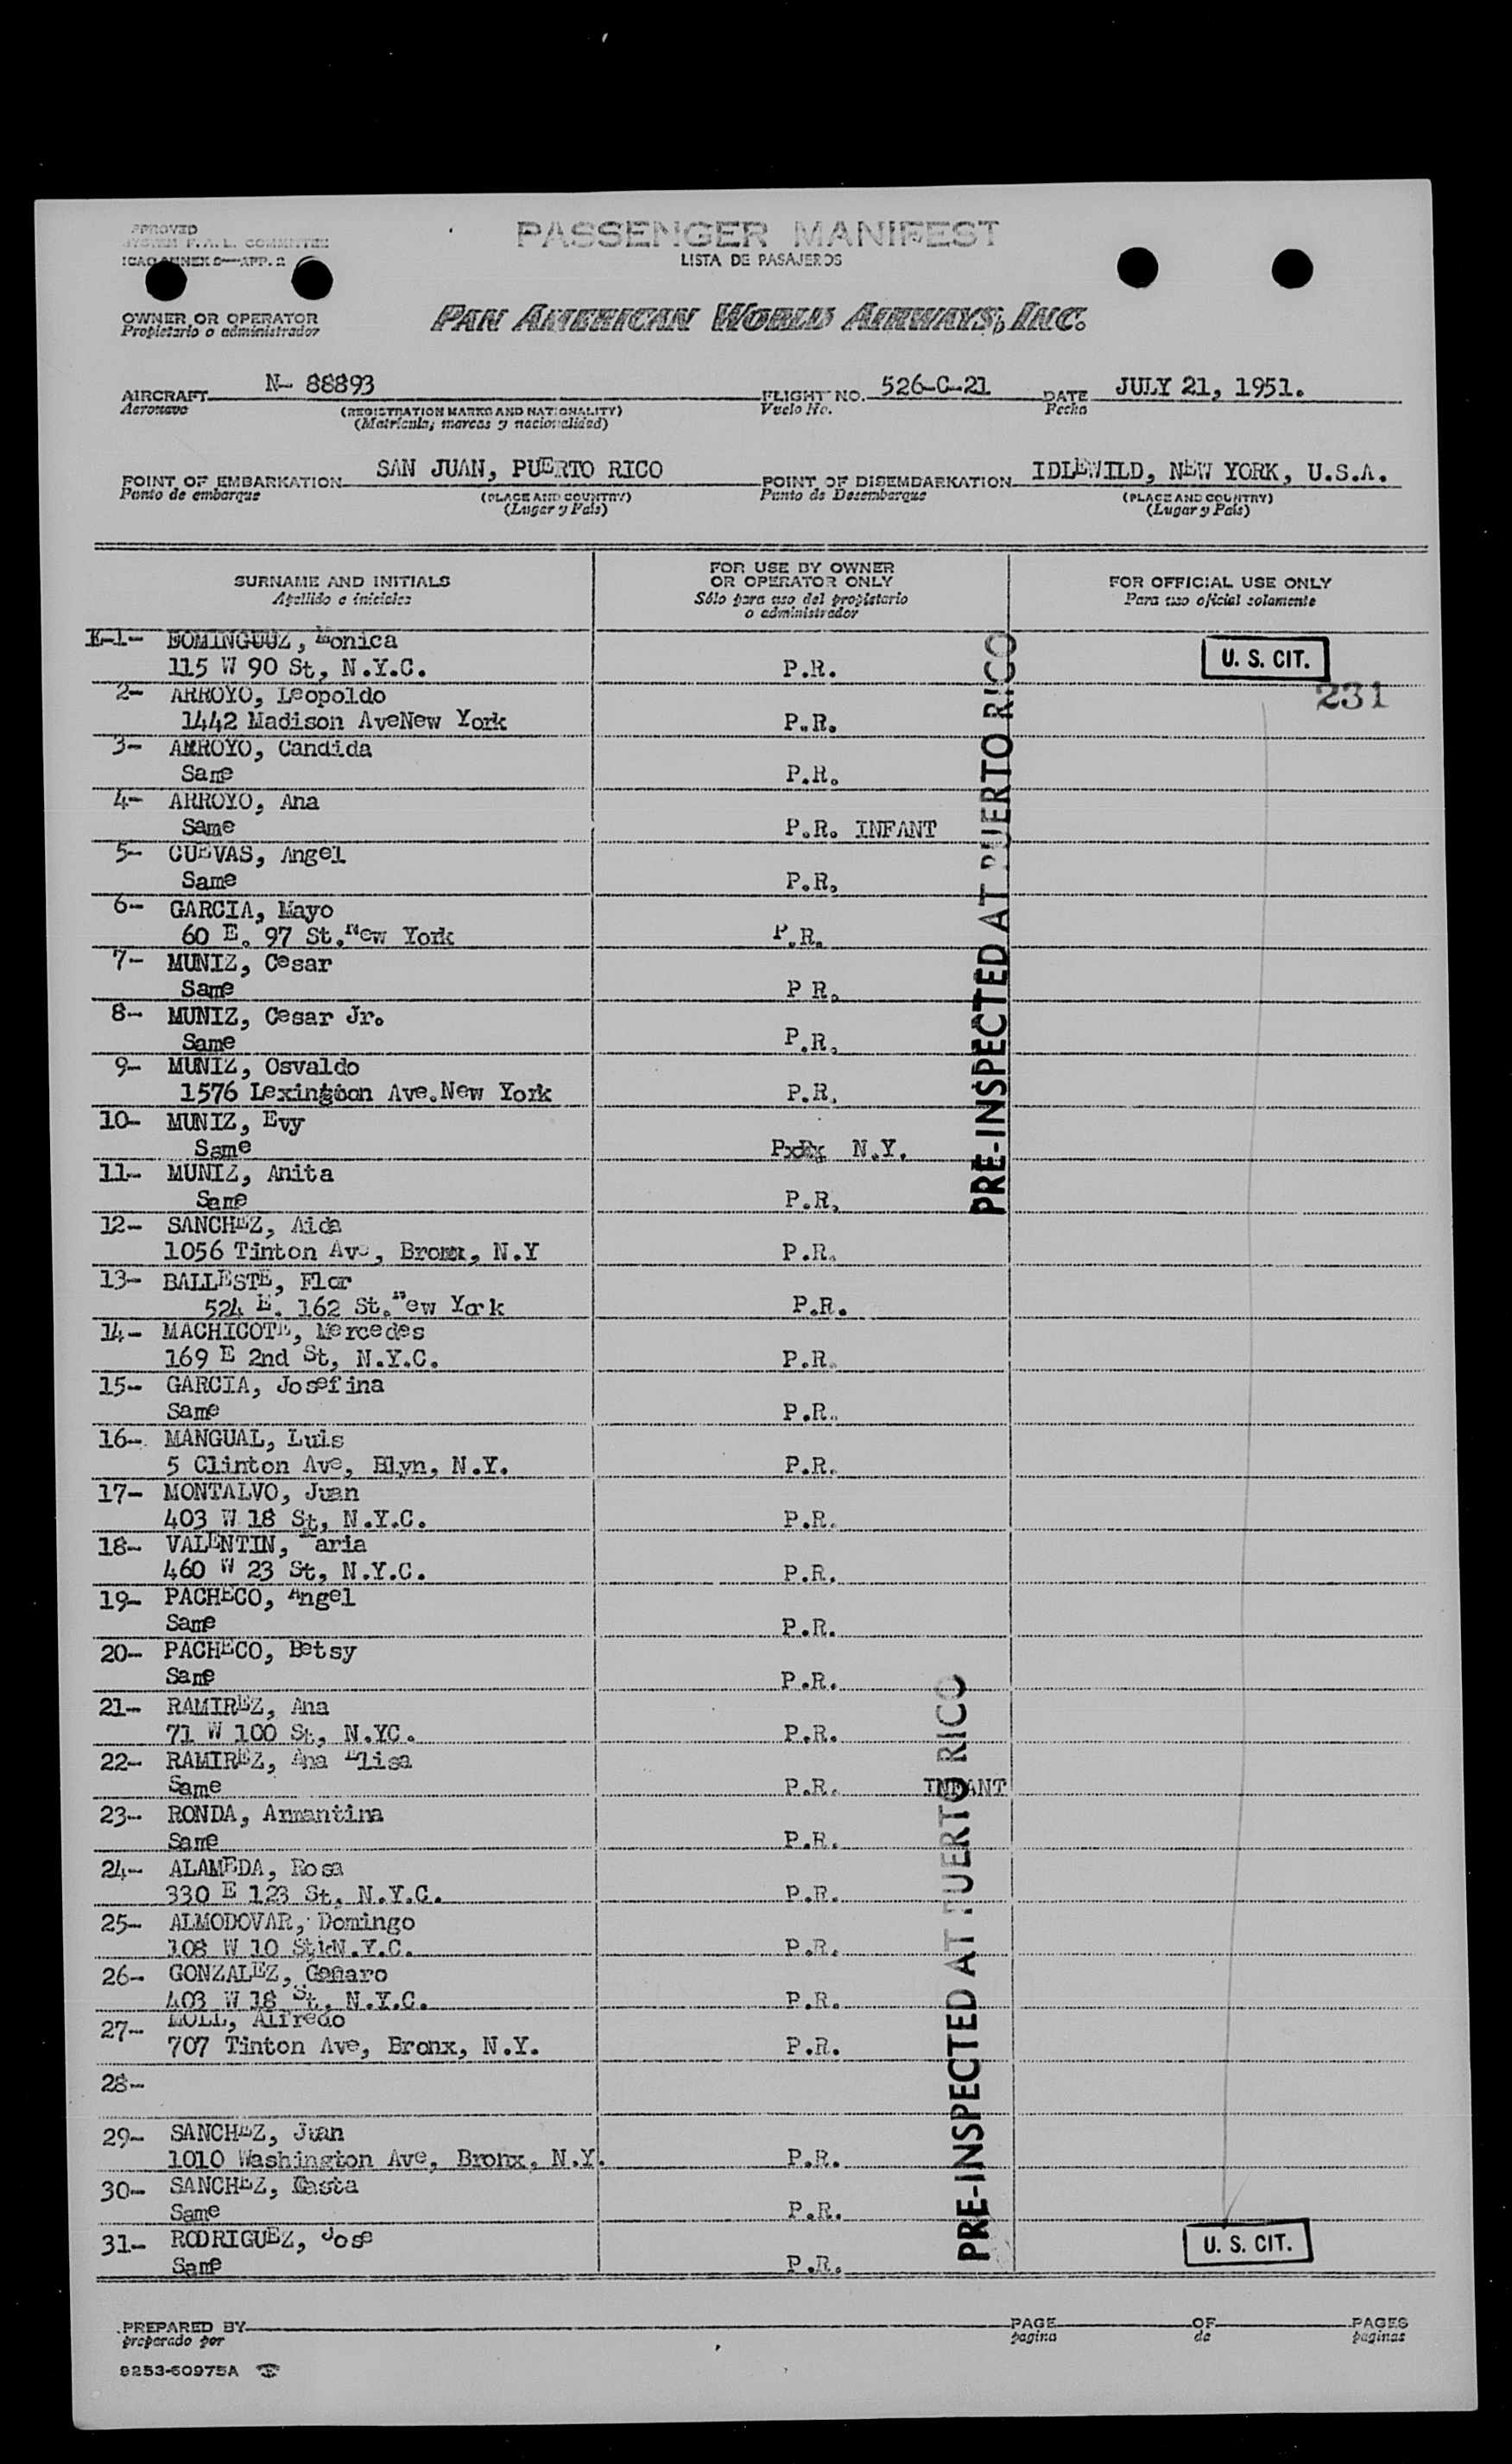 APPROVED
SYSTEM F.A.L. COMMITTEE
ICAO ANNEX 9—APP. 2
PASSENGER MANIFEST
LISTA DE PASAJEROS
OWNER OR OPERATOR
Propietario o administrador
PAN AMERICAN WORLD AIRWAYS, INC.
AIRCRAFT N- 88893 FLIGHT NO. 526-C-21 DATE JULY 21, 1951.
Aeronave (REGISTRATION MARKS AND NATIONALITY) Vuelo No. Fecha
(Matrícula, marcas y nacionalidad)
POINT OF EMBARKATION SAN JUAN, PUERTO RICO POINT OF DISEMBARKATION IDLEWILD, NEW YORK, U.S.A.
Punto de embarque (PLACE AND COUNTRY) Punto de Desembarque (PLACE AND COUNTRY)
(Lugar y País) (Lugar y País)
SURNAME AND INITIALS
Apellido e iniciales
FOR USE BY OWNER
OR OPERATOR ONLY
Sólo para uso del propietario
o administrador
FOR OFFICIAL USE ONLY
Para uso oficial solamente
E-1- DOMINGUUZ, Monica
115 W 90 St, N.Y.C. P.R. U. S. CIT.
2- ARROYO, Leopoldo 231
1442 Madison AveNew York P.R.
3- ARROYO, Candida
Same P.R.
4- ARROYO, Ana
Same P.R. INFANT
5- CUEVAS, Angel
Same P.R,
6- GARCIA, Mayo
60 E. 97 St.New York P.R.
7- MUNIZ, Cesar
Same P R,
8- MUNIZ, Cesar Jr.
Same P.R,
9- MUNIZ, Osvaldo
1576 Lexington Ave.New York P.R,
10- MUNIZ, Evy
Same N.Y.
11- MUNIZ, Anita
Same P.R,
12- SANCHEZ, Aida
1056 Tinton Ave, Bronx, N.Y P.R.
13- BALLESTE, Flor
524 E. 162 St.New York P.R.
14- MACHICOTE, Mercedes
169 E 2nd St, N.Y.C. P.R.
15- GARCIA, Josefina
Same P.R.
16- MANGUAL, Luis
5 Clinton Ave, Blyn, N.Y. P.R.
17- MONTALVO, Juan
403 W 18 St, N.Y.C. P.R.
18- VALENTIN, Maria
460 W 23 St, N.Y.C. P.R.
19- PACHECO, Angel
Same P.R.
20- PACHECO, Betsy
Same P.R.
21- RAMIREZ, Ana
71 W 100 St, N.YC. P.R.
22- RAMIREZ, Ana Elisa
Same P.R. INFANT
23- RONDA, Armantina
Same P.R.
24- ALAMEDA, Rosa
330 E 123 St, N.Y.C. P.R.
25- ALMODOVAR, Domingo
108 W 10 St N.Y.C. P.R.
26- GONZALEZ, Genaro
403 W 18 St, N.Y.C. P.R.
27- MOLL, Alfredo
707 Tinton Ave, Bronx, N.Y. P.R.
28-
29- SANCHEZ, Juan
1010 Washington Ave, Bronx, N.Y. P.R.
30- SANCHEZ, Casta
Same P.R.
31- RODRIGUEZ, Jose
Same P.R. U. S. CIT.
PRE-INSPECTED AT PUERTO RICO
PRE-INSPECTED AT PUERTO RICO
PREPARED BY PAGE OF PAGES
preparado por pagina de paginas
9253-60975A